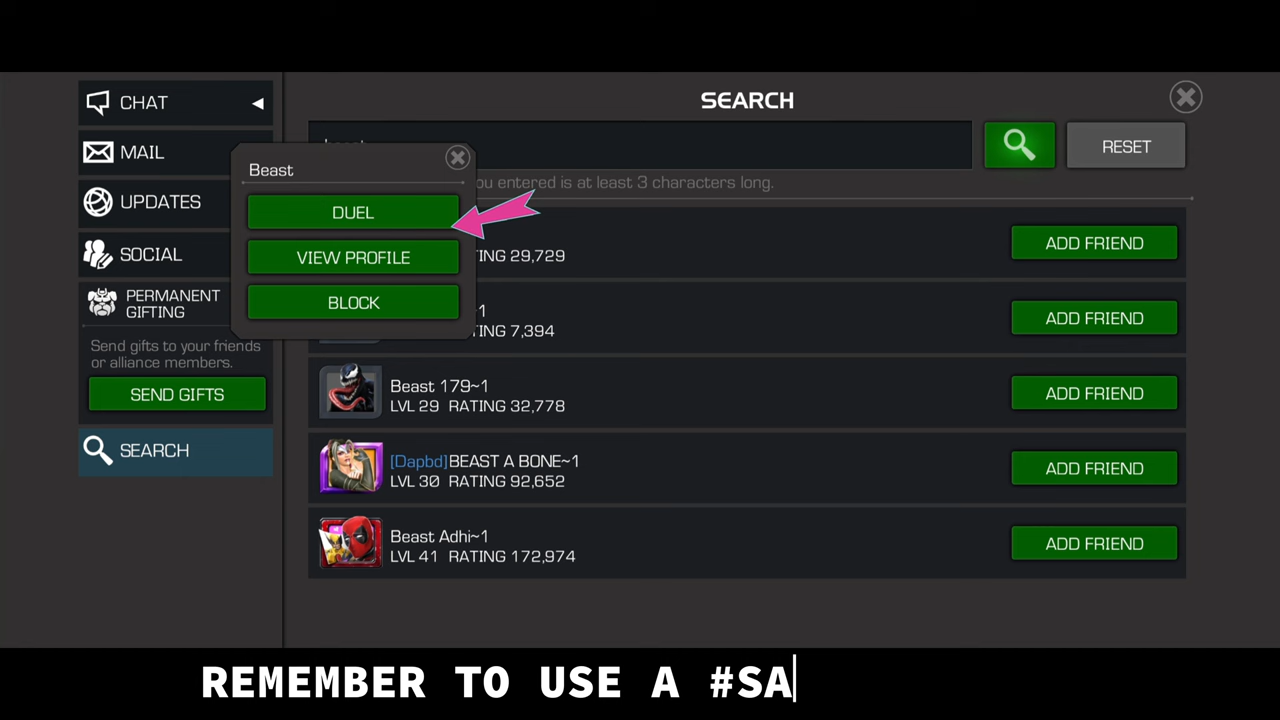 CHAT
MAIL
UPDATES
SOCIAL
PERMANENT
GIFTING
Send gifts to your friends
or alliance members.
SEND GIFTS
SEARCH
Beast
DUEL
VIEW PROFILE
BLOCK
SEARCH
RESET
you entered is at least 3 characters long.
RATING 29,729
ADD FRIEND
~1
RATING 7,394
ADD FRIEND
Beast 179~1
LVL 29 RATING 32,778
ADD FRIEND
[Dapbd]BEAST A BONE~1
LVL 30 RATING 92,652
ADD FRIEND
Beast Adhi~1
LVL 41 RATING 172,974
ADD FRIEND
REMEMBER TO USE A #SA